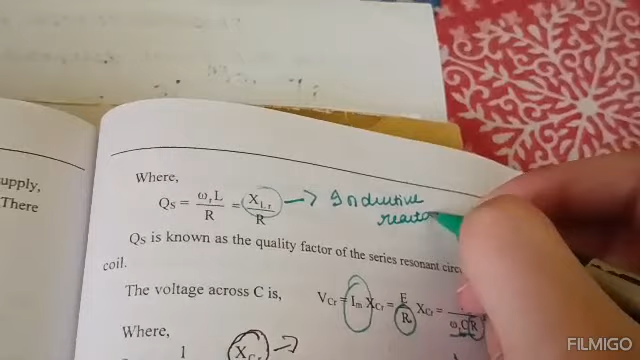 upply,
There
Where,
Qs = ωrL / R = XLr / R → Inductive
reacta
Qs is known as the quality factor of the series resonant circ
coil.
The voltage across C is, VCr = Im XCr = E / R XCr = / ωrCR
Where,
1 XCr →
FILMIGO